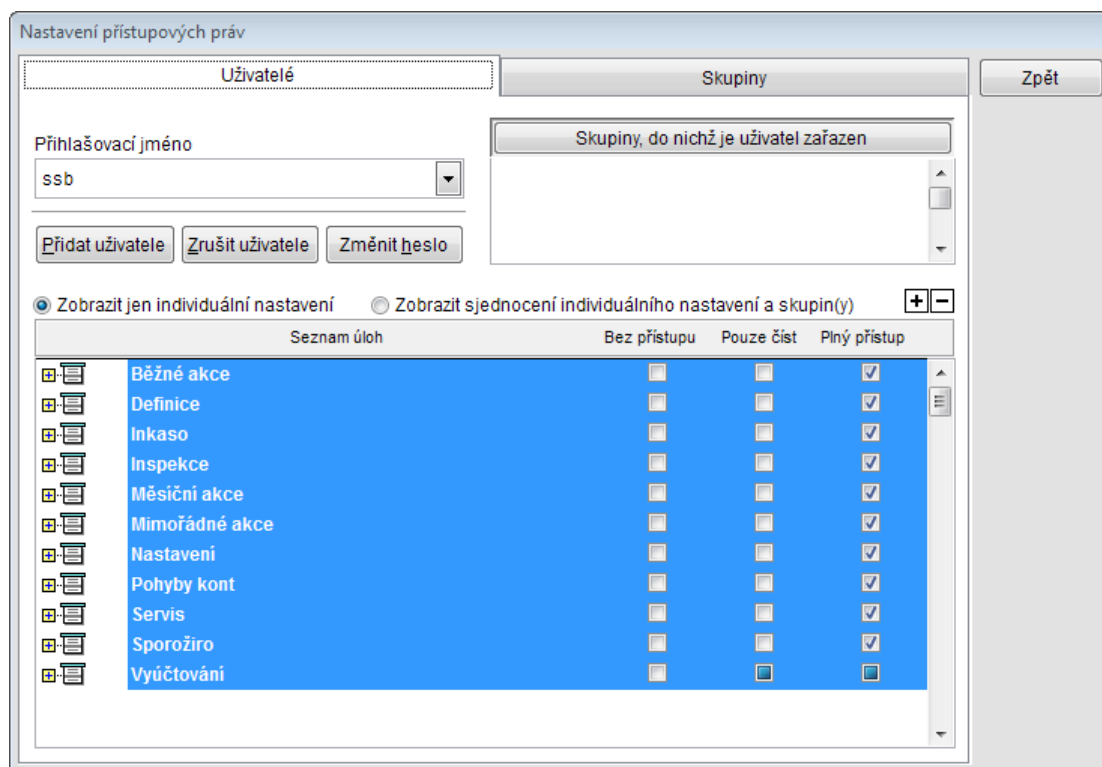 Nastavení přístupových práv
Uživatelé
Skupiny
Zpět
Přihlašovací jméno
ssb
Skupiny, do nichž je uživatel zařazen
Přidat uživatele
Zrušit uživatele
Změnit heslo
Zobrazit jen individuální nastavení
Zobrazit sjednocení individuálního nastavení a skupin(y)
Seznam úloh Bez přístupu Pouze číst Plný přístup
Běžné akce
Definice
Inkaso
Inspekce
Měsíční akce
Mimořádné akce
Nastavení
Pohyby kont
Servis
Sporožiro
Vyúčtování